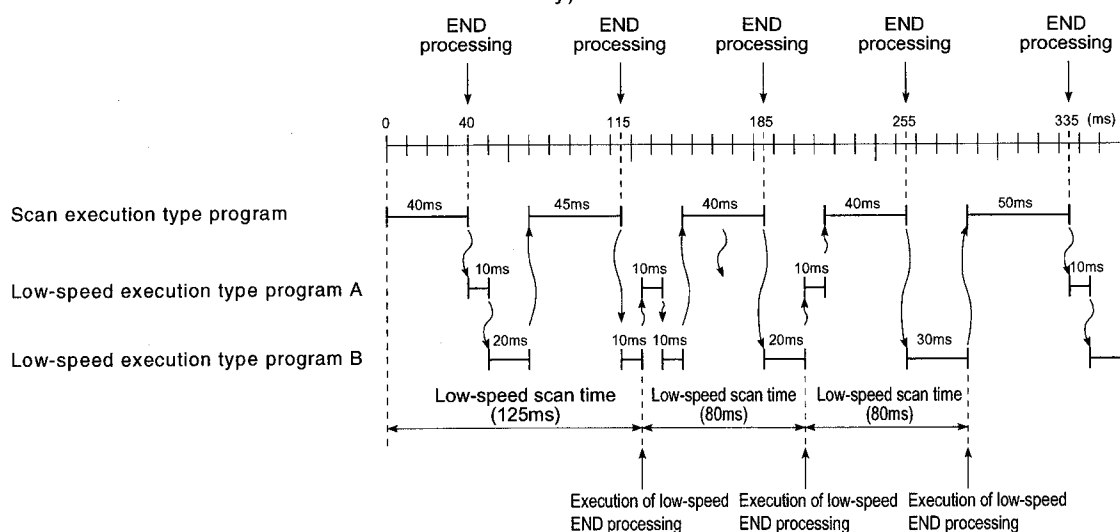 y,
END processing
END processing
END processing
END processing
END processing
0 40 115 185 255 335 (ms)
Scan execution type program
40ms 45ms 40ms 40ms 50ms
Low-speed execution type program A
10ms 10ms 10ms 10ms
Low-speed execution type program B
20ms 10ms 10ms 20ms 30ms
Low-speed scan time
(125ms)
Low-speed scan time
(80ms)
Low-speed scan time
(80ms)
Execution of low-speed
END processing
Execution of low-speed
END processing
Execution of low-speed
END processing